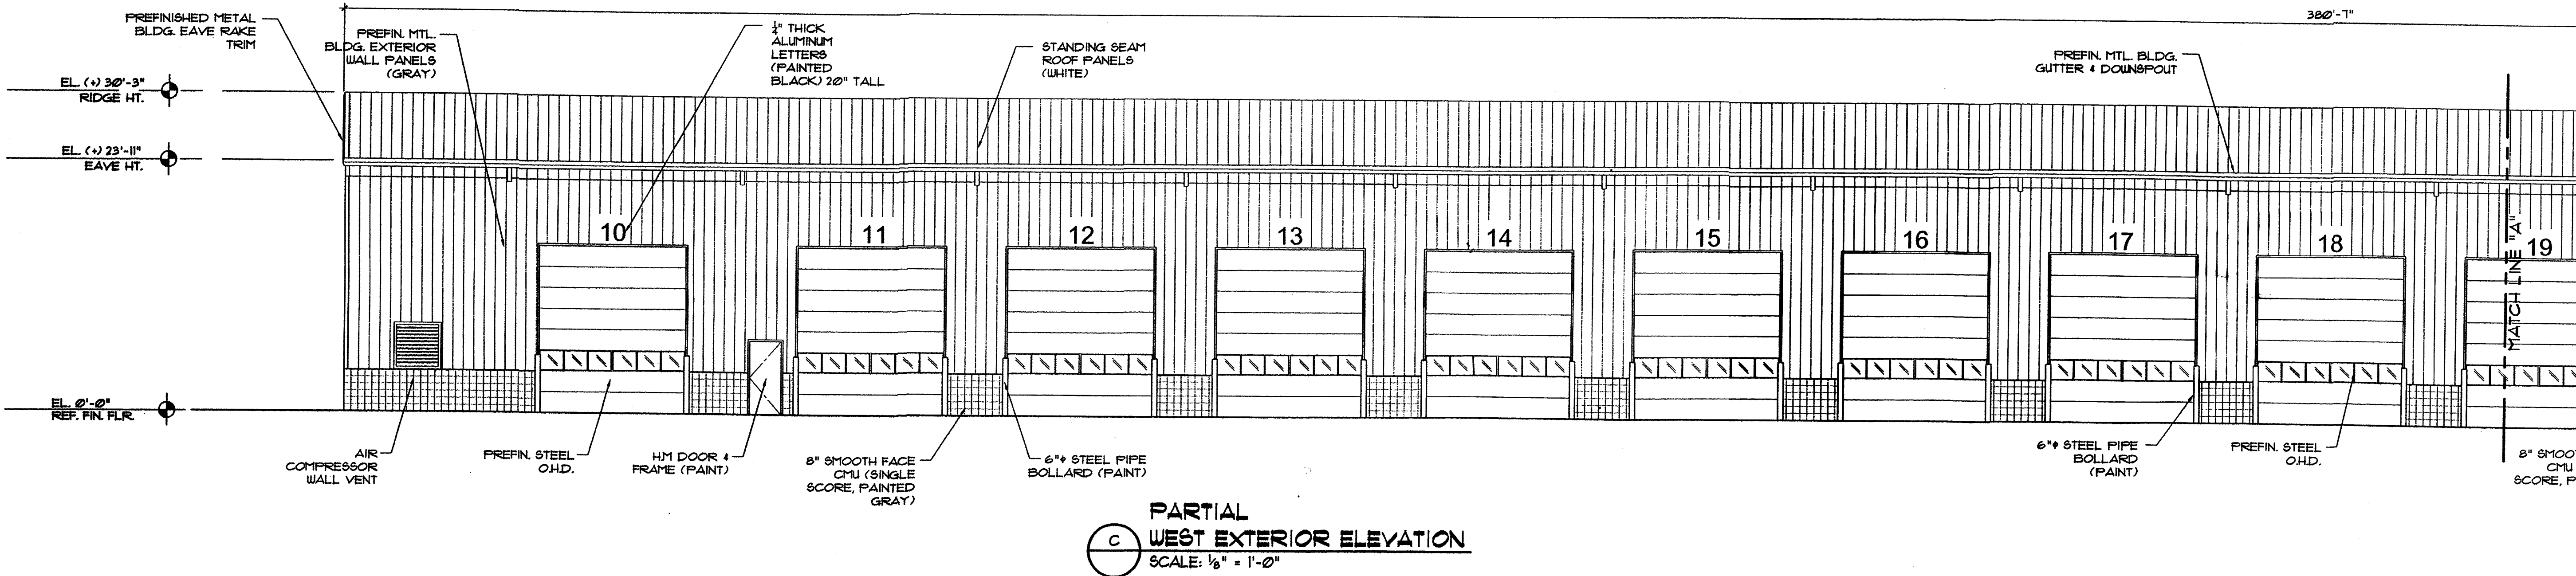 380'-7"
PREFINISHED METAL
BLDG. EAVE RAKE
TRIM
PREFIN. MTL.
BLDG. EXTERIOR
WALL PANELS
(GRAY)
1/4" THICK
ALUMINUM
LETTERS
(PAINTED
BLACK) 20" TALL
STANDING SEAM
ROOF PANELS
(WHITE)
PREFIN. MTL. BLDG.
GUTTER & DOWNSPOUT
EL. (+) 30'-3"
RIDGE HT.
EL. (+) 23'-11"
EAVE HT.
10
11
12
13
14
15
16
17
18
19
MATCH LINE "A"
EL. 0'-0"
REF. FIN. FLR.
AIR
COMPRESSOR
WALL VENT
PREFIN. STEEL
O.H.D.
H.M DOOR &
FRAME (PAINT)
8" SMOOTH FACE
CMU (SINGLE
SCORE, PAINTED
GRAY)
6"φ STEEL PIPE
BOLLARD (PAINT)
6"φ STEEL PIPE
BOLLARD
(PAINT)
PREFIN. STEEL
O.H.D.
8" SMOO
CMU
SCORE, P
PARTIAL
C
WEST EXTERIOR ELEVATION
SCALE: 1/8" = 1'-0"